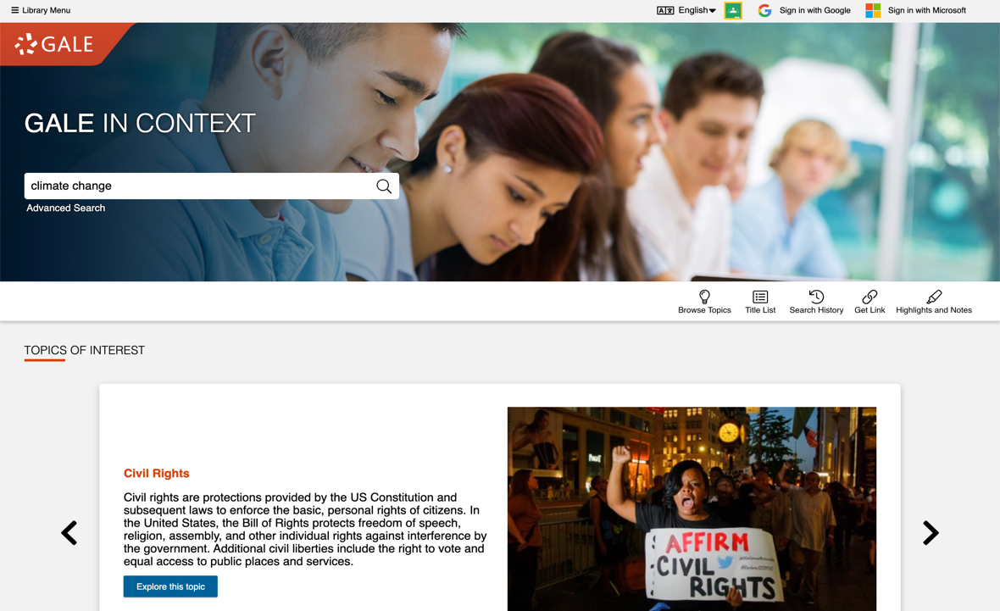 Library Menu
English
Sign in with Google
Sign in with Microsoft
GALE
GALE IN CONTEXT
climate change
Advanced Search
Browse Topics
Title List
Search History
Get Link
Highlights and Notes
TOPICS OF INTEREST
Civil Rights
Civil rights are protections provided by the US Constitution and
subsequent laws to enforce the basic, personal rights of citizens. In
the United States, the Bill of Rights protects freedom of speech,
religion, assembly, and other individual rights against interference by
the government. Additional civil liberties include the right to vote and
equal access to public places and services.
Explore this topic
AFFIRM
CIVIL
RIGHTS